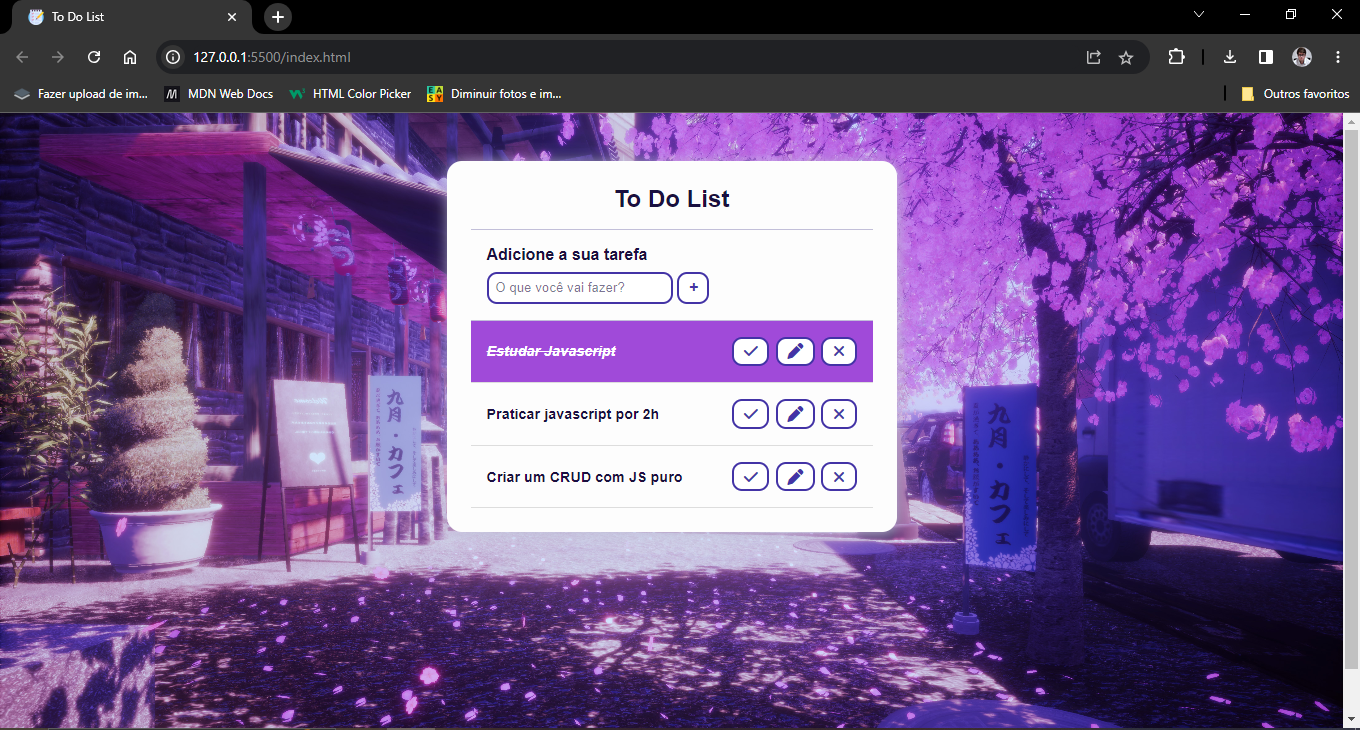 To Do List
127.0.0.1:5500/index.html
Fazer upload de im...
MDN Web Docs
HTML Color Picker
Diminuir fotos e im...
Outros favoritos
To Do List
Adicione a sua tarefa
O que você vai fazer?
+
Estudar Javascript
Praticar javascript por 2h
Criar um CRUD com JS puro
九月・カフェ
九月・カフェ